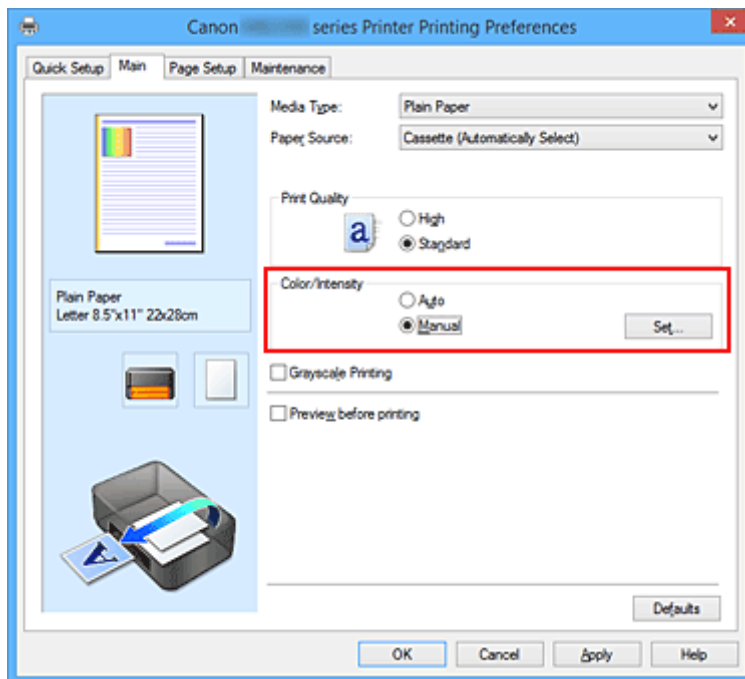 Canon series Printer Printing Preferences
Quick Setup Main Page Setup Maintenance
Media Type: Plain Paper
Paper Source: Cassette (Automatically Select)
Print Quality
a
High
Standard
Color/Intensity
Auto
Manual
Set...
Plain Paper
Letter 8.5"x11" 22x28cm
Grayscale Printing
Preview before printing
A
Defaults
OK Cancel Apply Help